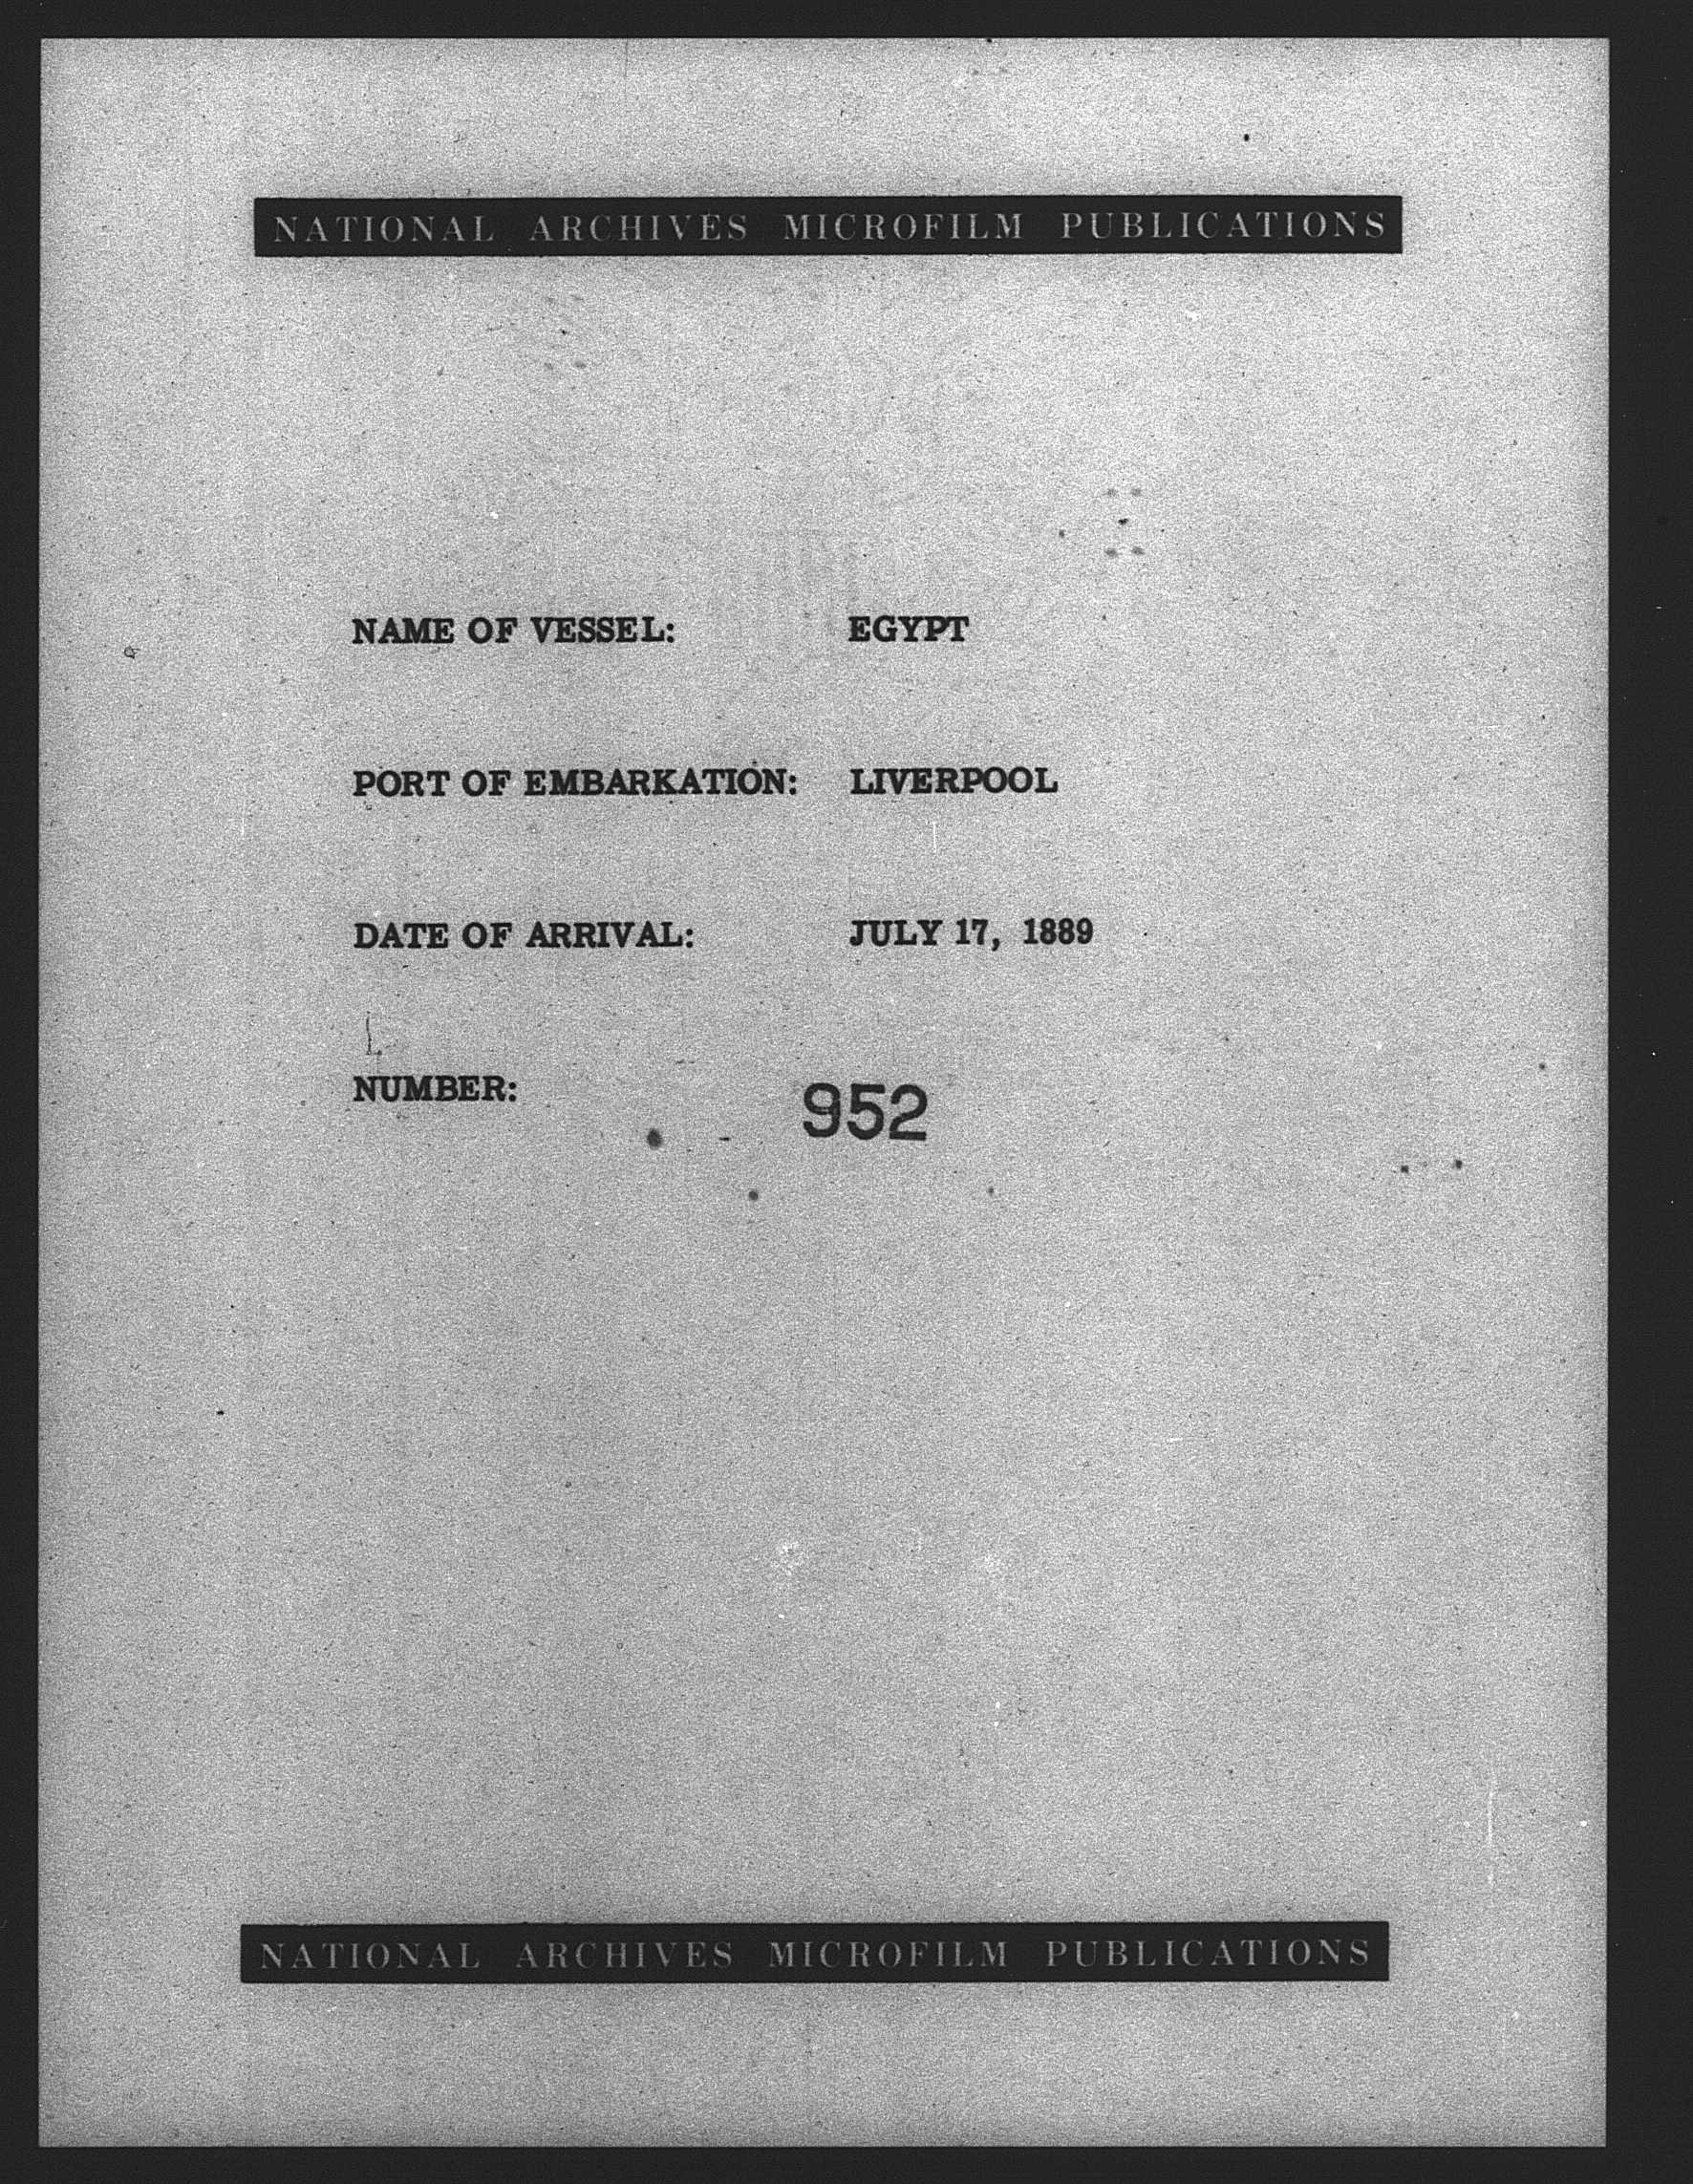 NATIONAL ARCHIVES MICROFILM PUBLICATIONS
NAME OF VESSEL: EGYPT
PORT OF EMBARKATION: LIVERPOOL
DATE OF ARRIVAL: JULY 17, 1889
NUMBER: 952
NATIONAL ARCHIVES MICROFILM PUBLICATIONS